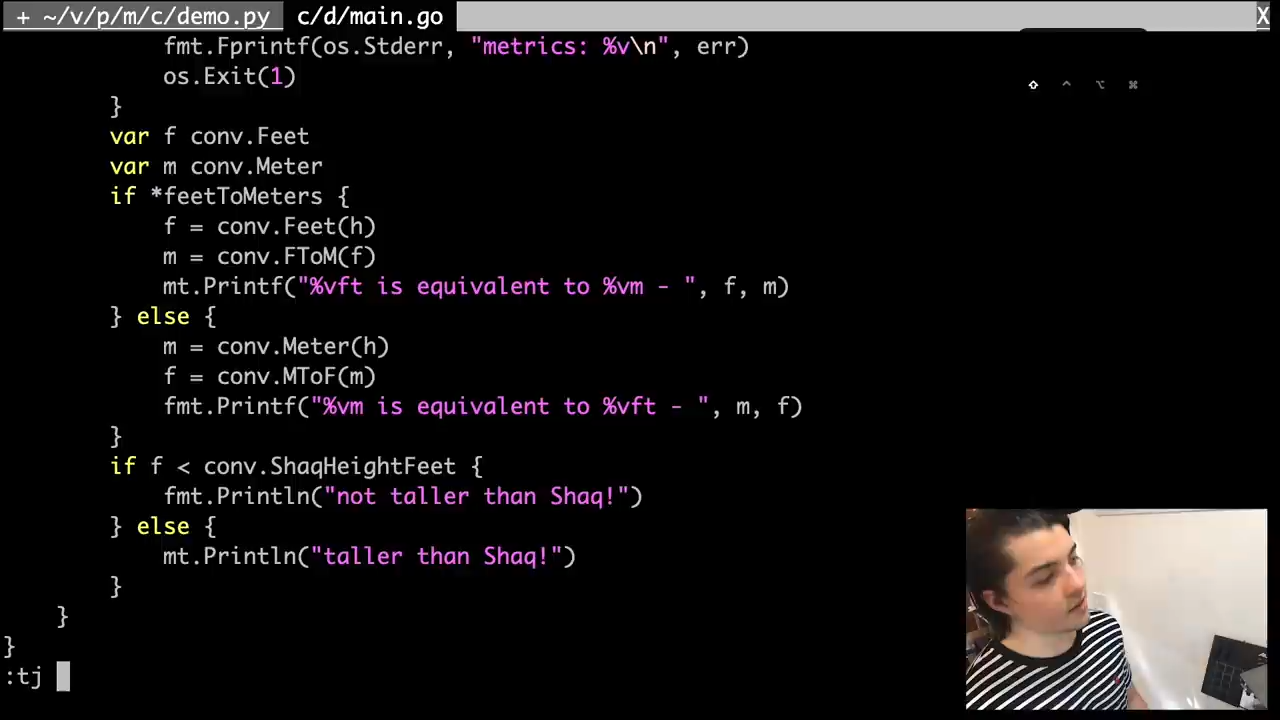 + ~/v/p/m/c/demo.py c/d/main.go X
fmt.Fprintf(os.Stderr, "metrics: %v\n", err)
os.Exit(1)
}
var f conv.Feet
var m conv.Meter
if *feetToMeters {
f = conv.Feet(h)
m = conv.FToM(f)
mt.Printf("%vft is equivalent to %vm - ", f, m)
} else {
m = conv.Meter(h)
f = conv.MToF(m)
fmt.Printf("%vm is equivalent to %vft - ", m, f)
}
if f < conv.ShaqHeightFeet {
fmt.Println("not taller than Shaq!")
} else {
mt.Println("taller than Shaq!")
}
}
}
:tj